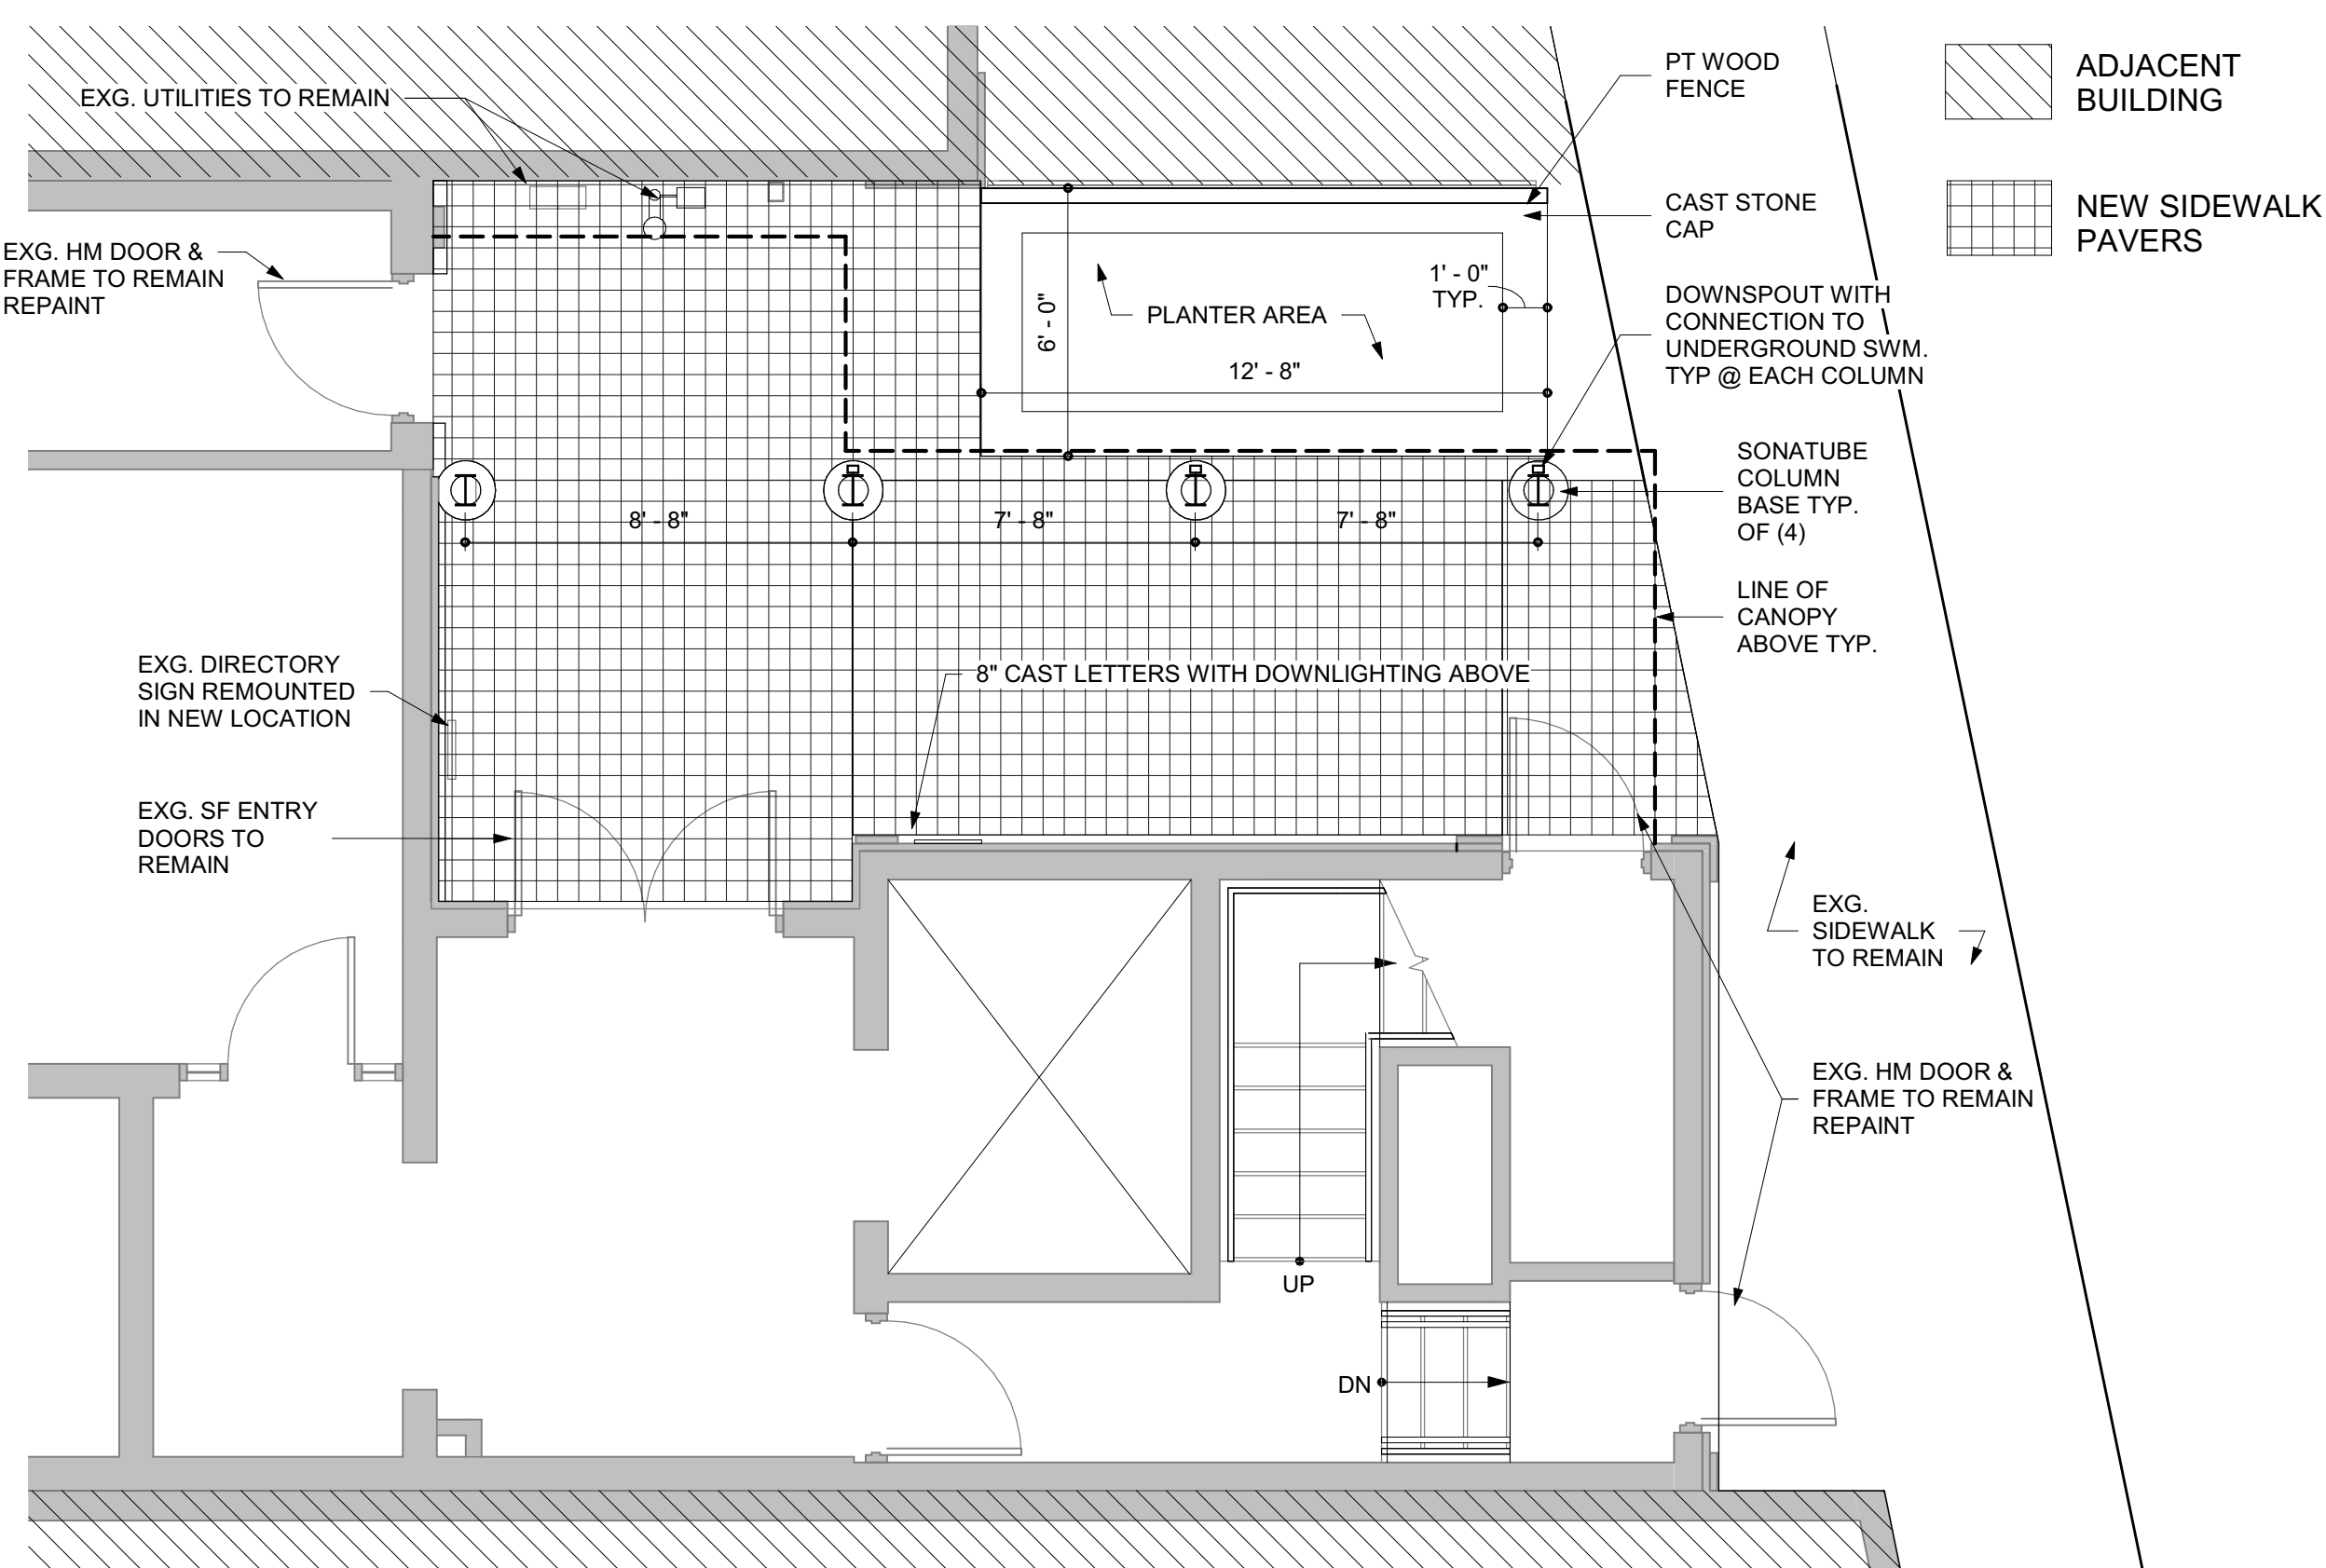 EXG. UTILITIES TO REMAIN
EXG. HM DOOR &
FRAME TO REMAIN
REPAINT
PT WOOD
FENCE
CAST STONE
CAP
ADJACENT
BUILDING
NEW SIDEWALK
PAVERS
DOWNSPOUT WITH
CONNECTION TO
UNDERGROUND SWM.
TYP @ EACH COLUMN
1' - 0"
TYP.
6' - 0"
PLANTER AREA
12' - 8"
SONATUBE
COLUMN
BASE TYP.
OF (4)
8' - 8"
7' - 8"
7' - 8"
LINE OF
CANOPY
ABOVE TYP.
EXG. DIRECTORY
SIGN REMOUNTED
IN NEW LOCATION
8" CAST LETTERS WITH DOWNLIGHTING ABOVE
EXG. SF ENTRY
DOORS TO
REMAIN
EXG.
SIDEWALK
TO REMAIN
EXG. HM DOOR &
FRAME TO REMAIN
REPAINT
UP
DN